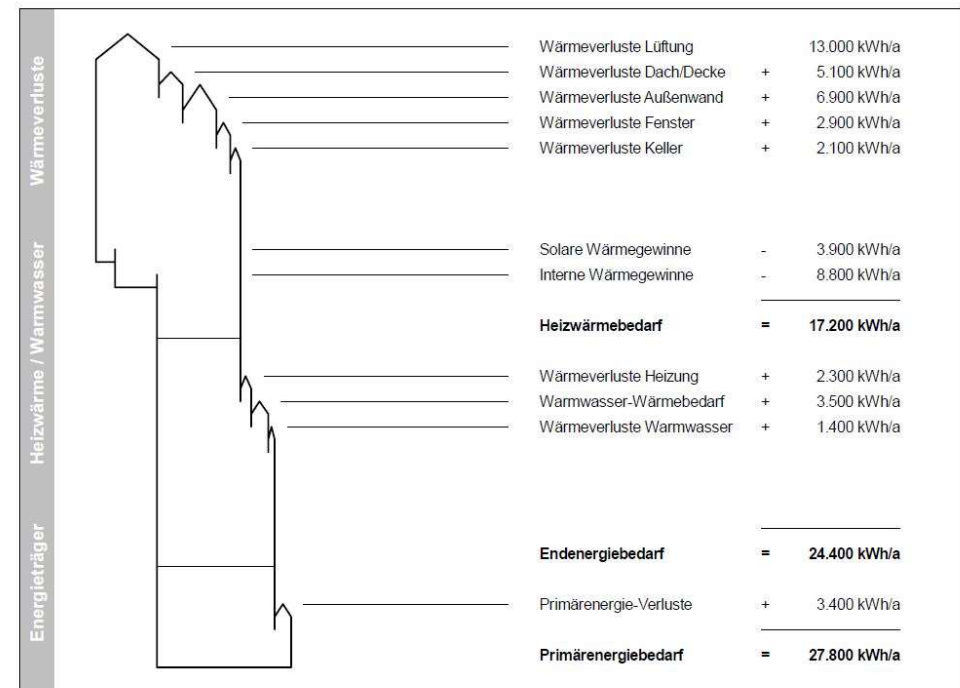 Wärmeverluste
Wärmeverluste Lüftung 13.000 kWh/a
Wärmeverluste Dach/Decke + 5.100 kWh/a
Wärmeverluste Außenwand + 6.900 kWh/a
Wärmeverluste Fenster + 2.900 kWh/a
Wärmeverluste Keller + 2.100 kWh/a
Heizwärme / Warmwasser
Solare Wärmegewinne - 3.900 kWh/a
Interne Wärmegewinne - 8.800 kWh/a
Heizwärmebedarf = 17.200 kWh/a
Wärmeverluste Heizung + 2.300 kWh/a
Warmwasser-Wärmebedarf + 3.500 kWh/a
Wärmeverluste Warmwasser + 1.400 kWh/a
Energieträger
Endenergiebedarf = 24.400 kWh/a
Primärenergie-Verluste + 3.400 kWh/a
Primärenergiebedarf = 27.800 kWh/a